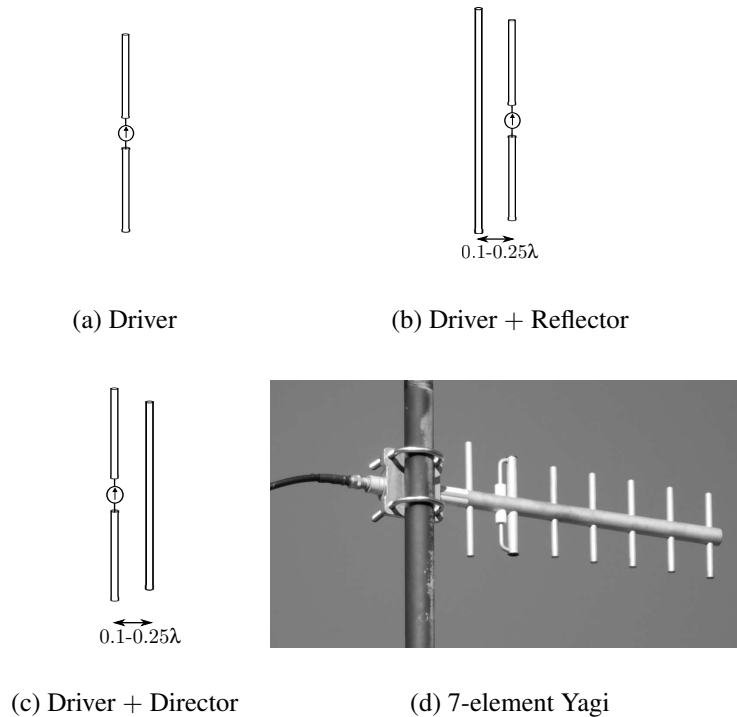 0.1-0.25λ
(a) Driver
(b) Driver + Reflector
0.1-0.25λ
(c) Driver + Director
(d) 7-element Yagi